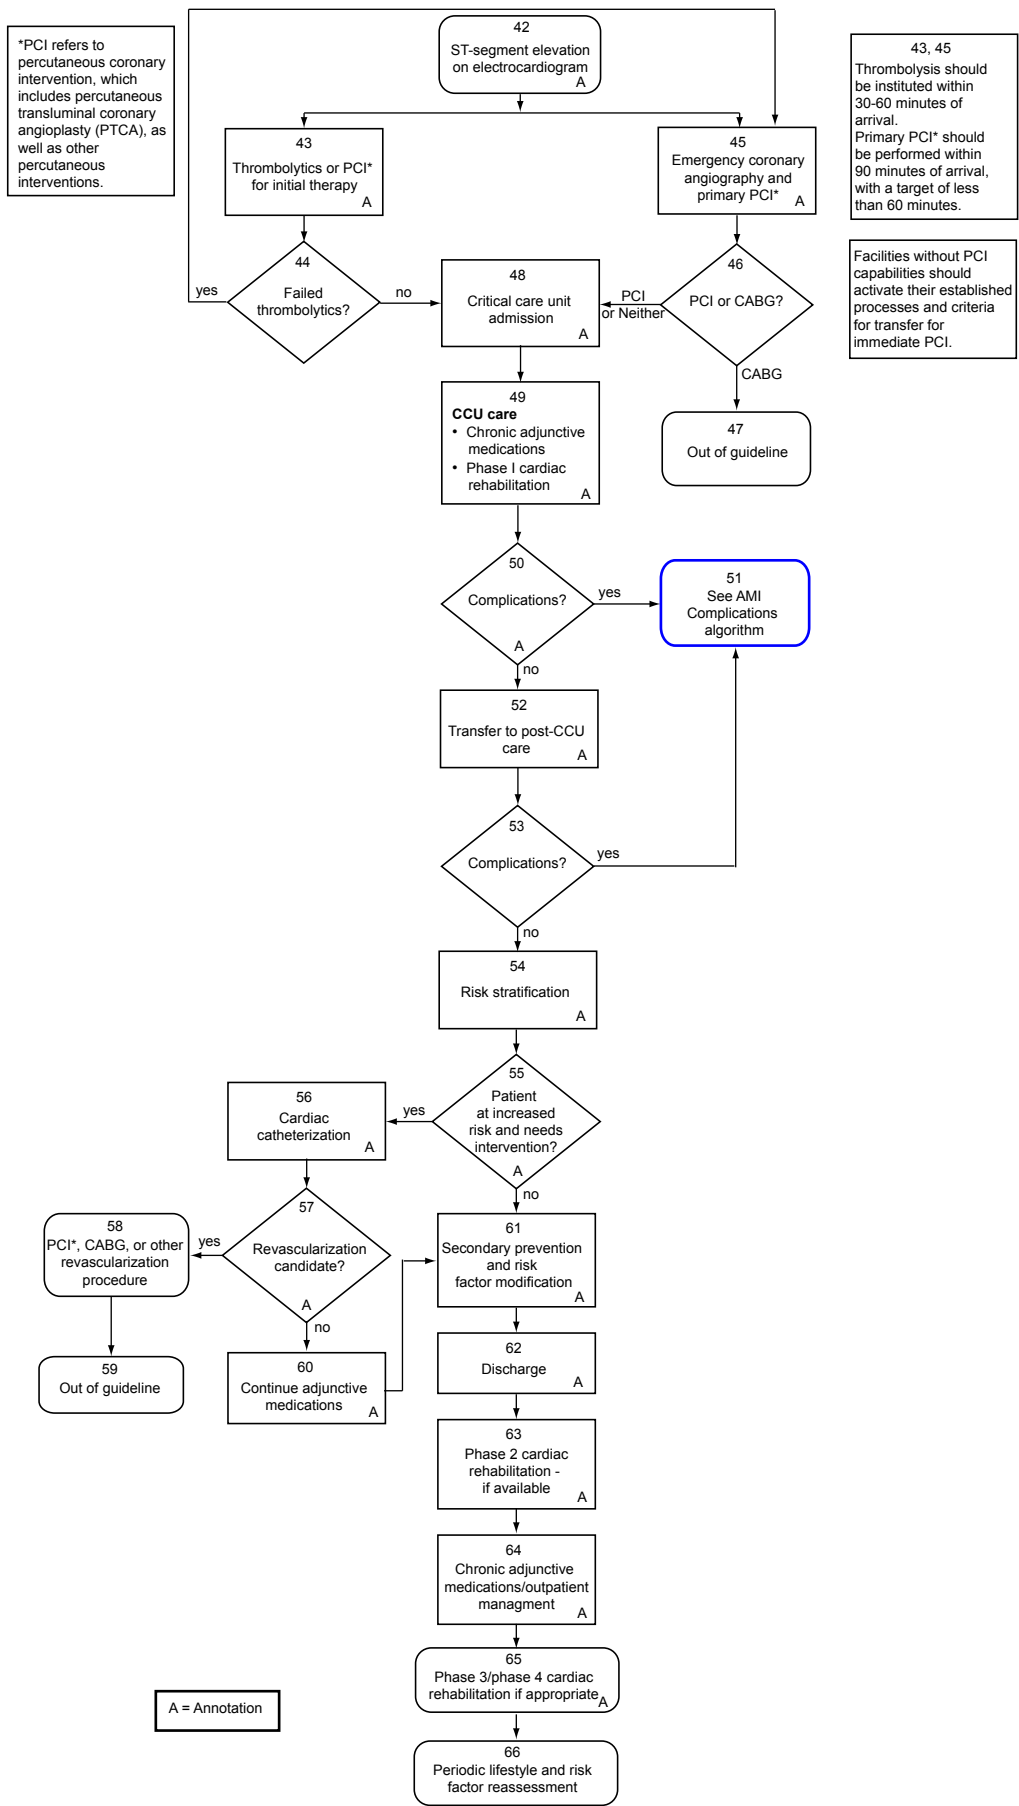 *PCI refers to
percutaneous coronary
intervention, which
includes percutaneous
transluminal coronary
angioplasty (PTCA), as
well as other
percutaneous
interventions.
42
ST-segment elevation
on electrocardiogram
A
43, 45
Thrombolysis should
be instituted within
30-60 minutes of
arrival.
Primary PCI* should
be performed within
90 minutes of arrival,
with a target of less
than 60 minutes.
43
Thrombolytics or PCI*
for initial therapy
A
45
Emergency coronary
angiography and
primary PCI*
A
Facilities without PCI
capabilities should
activate their established
processes and criteria
for transfer for
immediate PCI.
44
Failed
thrombolytics?
yes
no
48
Critical care unit
admission
A
46
PCI or CABG?
PCI
or Neither
CABG
47
Out of guideline
49
CCU care
• Chronic adjunctive
medications
• Phase I cardiac
rehabilitation
A
50
Complications?
A
yes
no
51
See AMI
Complications
algorithm
52
Transfer to post-CCU
care
A
53
Complications?
yes
no
54
Risk stratification
A
55
Patient
at increased
risk and needs
intervention?
A
yes
no
56
Cardiac
catheterization
A
57
Revascularization
candidate?
A
yes
no
58
PCI*, CABG, or other
revascularization
procedure
59
Out of guideline
60
Continue adjunctive
medications
A
61
Secondary prevention
and risk
factor modification
A
62
Discharge
A
63
Phase 2 cardiac
rehabilitation -
if available
A
64
Chronic adjunctive
medications/outpatient
managment
A
65
Phase 3/phase 4 cardiac
rehabilitation if appropriate
A
66
Periodic lifestyle and risk
factor reassessment
A = Annotation